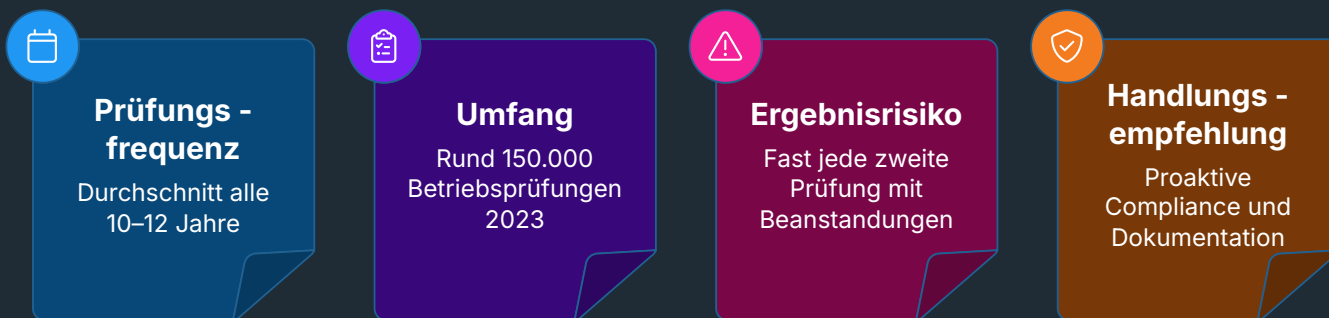 Prüfungs -
frequenz
Durchschnitt alle
10–12 Jahre
Umfang
Rund 150.000
Betriebsprüfungen
2023
Ergebnisrisiko
Fast jede zweite
Prüfung mit
Beanstandungen
Handlungs -
empfehlung
Proaktive
Compliance und
Dokumentation